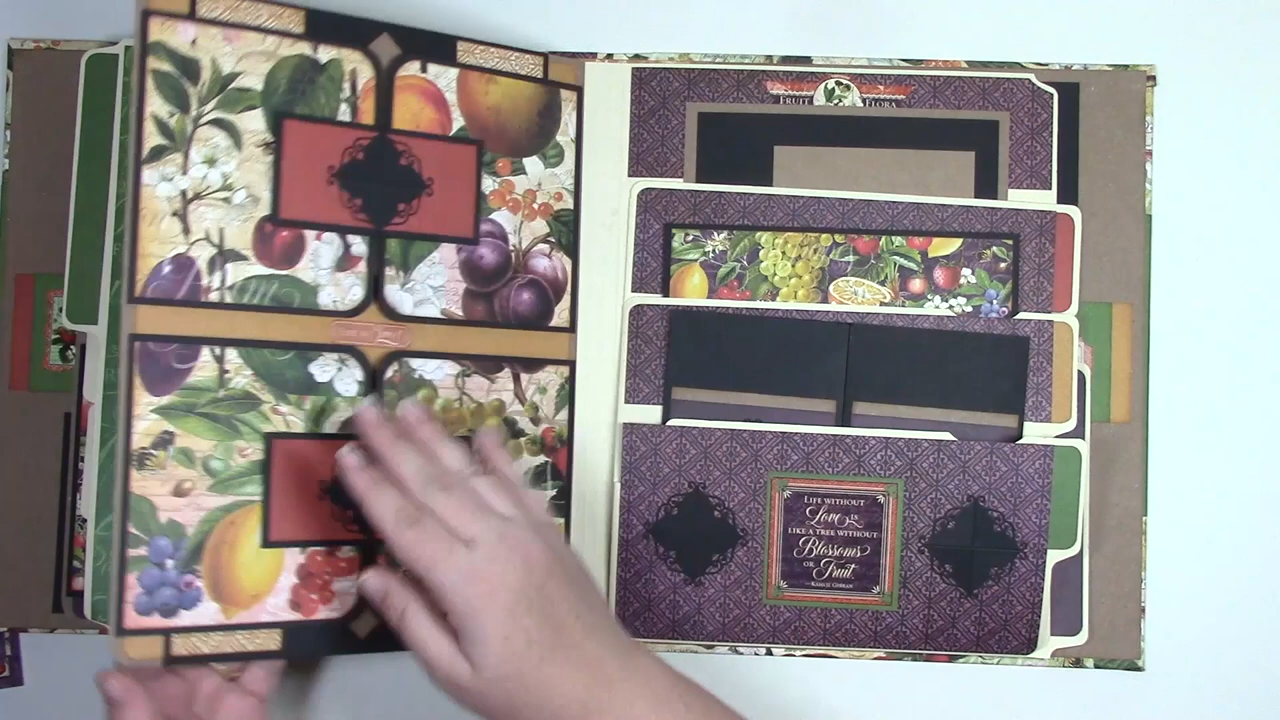 FRUIT & FLORA
LIFE WITHOUT
Love IS
LIKE A TREE WITHOUT
Blossoms
OR Fruit.
—KAHLIL GIBRAN